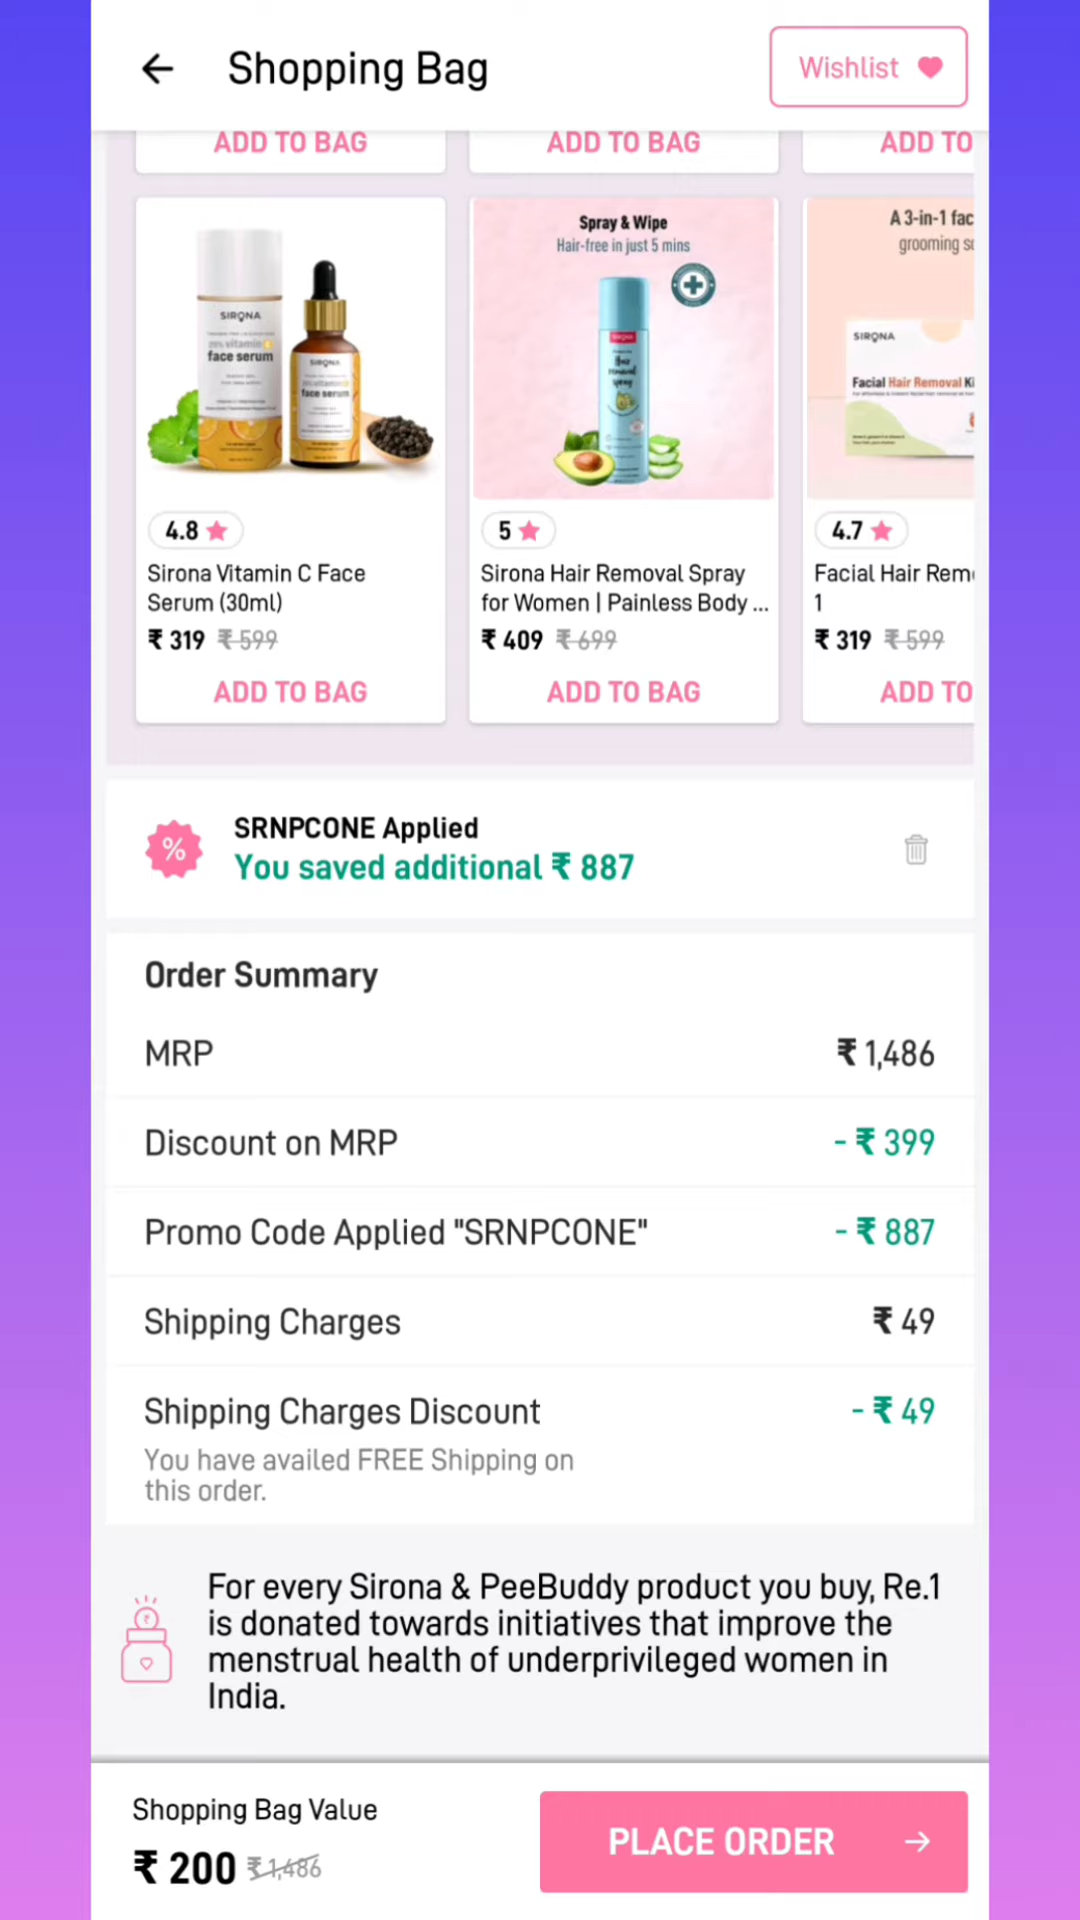 Shopping Bag
Wishlist
ADD TO BAG
ADD TO BAG
ADD TO
SIRONA
face serum
SIRONA
face serum
Spray & Wipe
Hair-free in just 5 mins
Hair
removal
spray
A 3-in-1 fac
grooming so
SIRONA
Facial Hair Removal Ki
4.8
5
4.7
Sirona Vitamin C Face
Serum (30ml)
Sirona Hair Removal Spray
for Women | Painless Body ...
Facial Hair Rem
1
₹ 319 ₹ 599
₹ 409 ₹ 699
₹ 319 ₹ 599
ADD TO BAG
ADD TO BAG
ADD TO
%
SRNPCONE Applied
You saved additional ₹ 887
Order Summary
MRP
₹ 1,486
Discount on MRP
- ₹ 399
Promo Code Applied "SRNPCONE"
- ₹ 887
Shipping Charges
₹ 49
Shipping Charges Discount
- ₹ 49
You have availed FREE Shipping on
this order.
For every Sirona & PeeBuddy product you buy, Re.1
is donated towards initiatives that improve the
menstrual health of underprivileged women in
India.
Shopping Bag Value
₹ 200 ₹ 1,486
PLACE ORDER